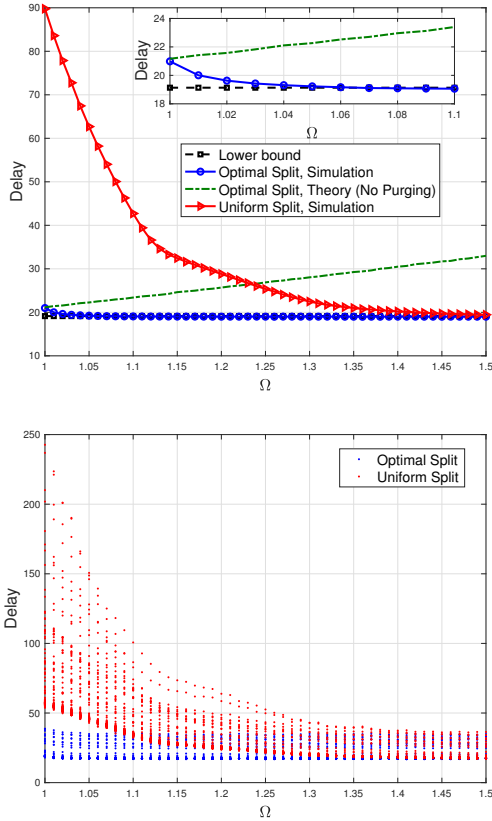 90
80
70
60
50
40
30
20
10
Delay
1 1.05 1.1 1.15 1.2 1.25 1.3 1.35 1.4 1.45 1.5
Ω
24
22
20
18
Delay
1 1.02 1.04 1.06 1.08 1.1
Ω
Lower bound
Optimal Split, Simulation
Optimal Split, Theory (No Purging)
Uniform Split, Simulation
250
200
150
100
50
0
Delay
1 1.05 1.1 1.15 1.2 1.25 1.3 1.35 1.4 1.45 1.5
Ω
Optimal Split
Uniform Split